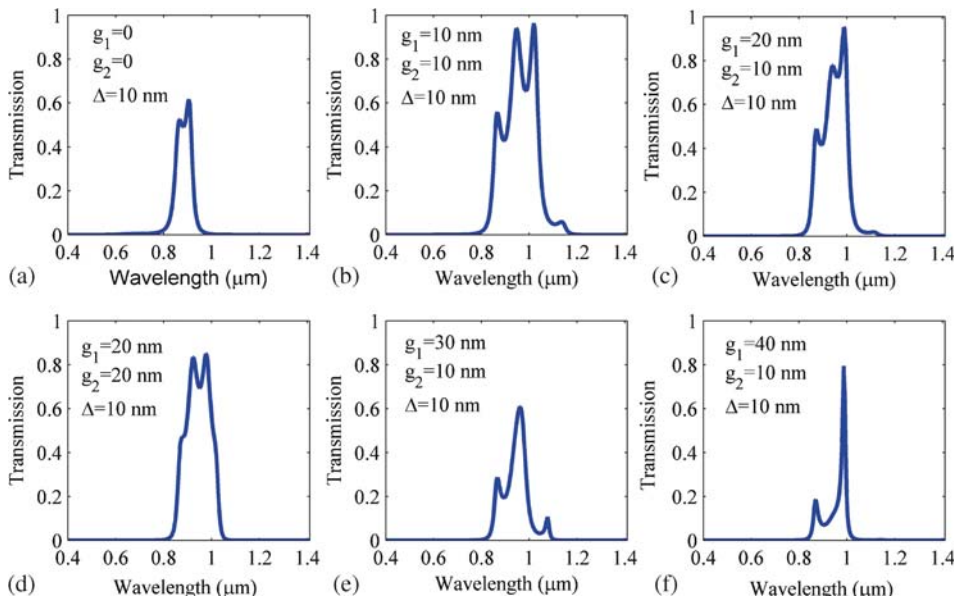 g₁=0
g₂=0
Δ=10 nm
Transmission
1
0.8
0.6
0.4
0.2
0
0.4 0.6 0.8 1 1.2 1.4
(a) Wavelength (μm)
g₁=10 nm
g₂=10 nm
Δ=10 nm
Transmission
1
0.8
0.6
0.4
0.2
0
0.4 0.6 0.8 1 1.2 1.4
(b) Wavelength (μm)
g₁=20 nm
g₂=10 nm
Δ=10 nm
Transmission
1
0.8
0.6
0.4
0.2
0
0.4 0.6 0.8 1 1.2 1.4
(c) Wavelength (μm)
g₁=20 nm
g₂=20 nm
Δ=10 nm
Transmission
1
0.8
0.6
0.4
0.2
0
0.4 0.6 0.8 1 1.2 1.4
(d) Wavelength (μm)
g₁=30 nm
g₂=10 nm
Δ=10 nm
Transmission
1
0.8
0.6
0.4
0.2
0
0.4 0.6 0.8 1 1.2 1.4
(e) Wavelength (μm)
g₁=40 nm
g₂=10 nm
Δ=10 nm
Transmission
1
0.8
0.6
0.4
0.2
0
0.4 0.6 0.8 1 1.2 1.4
(f) Wavelength (μm)